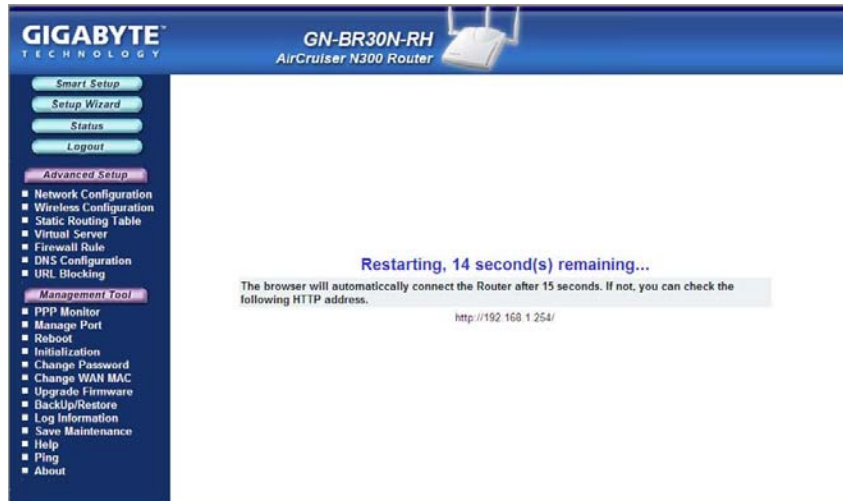 GIGABYTE™
TECHNOLOGY
GN-BR30N-RH
AirCruiser N300 Router
Smart Setup
Setup Wizard
Status
Logout
Advanced Setup
Network Configuration
Wireless Configuration
Static Routing Table
Virtual Server
Firewall Rule
DNS Configuration
URL Blocking
Management Tool
PPP Monitor
Manage Port
Reboot
Initialization
Change Password
Change WAN MAC
Upgrade Firmware
BackUp/Restore
Log Information
Save Maintenance
Help
Ping
About
Restarting, 14 second(s) remaining...
The browser will automaticcally connect the Router after 15 seconds. If not, you can check the
following HTTP address.
http://192.168.1.254/